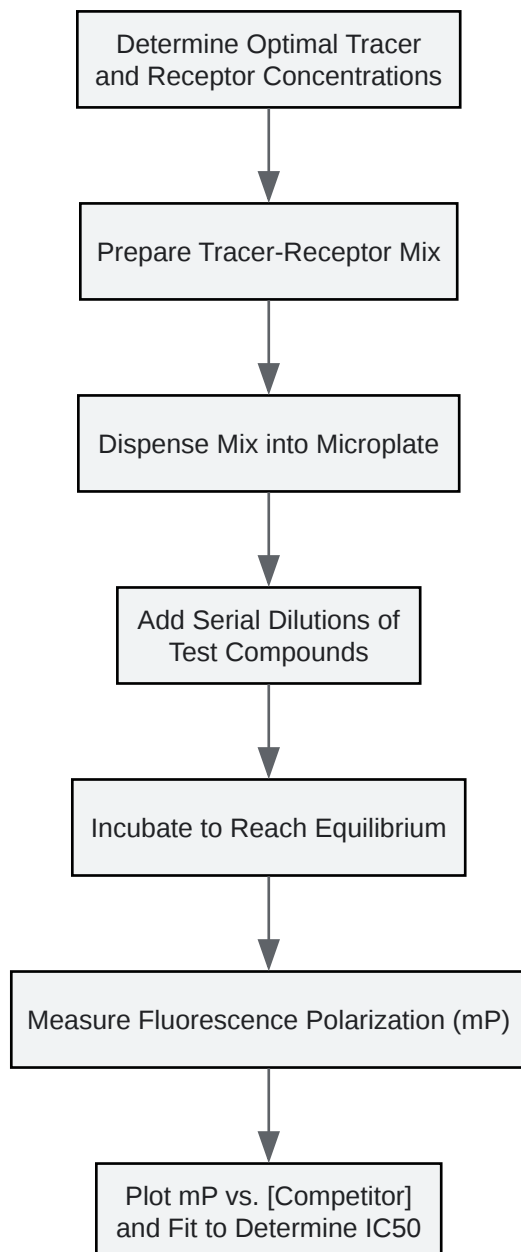 Determine Optimal Tracer
and Receptor Concentrations
Prepare Tracer-Receptor Mix
Dispense Mix into Microplate
Add Serial Dilutions of
Test Compounds
Incubate to Reach Equilibrium
Measure Fluorescence Polarization (mP)
Plot mP vs. [Competitor]
and Fit to Determine IC50